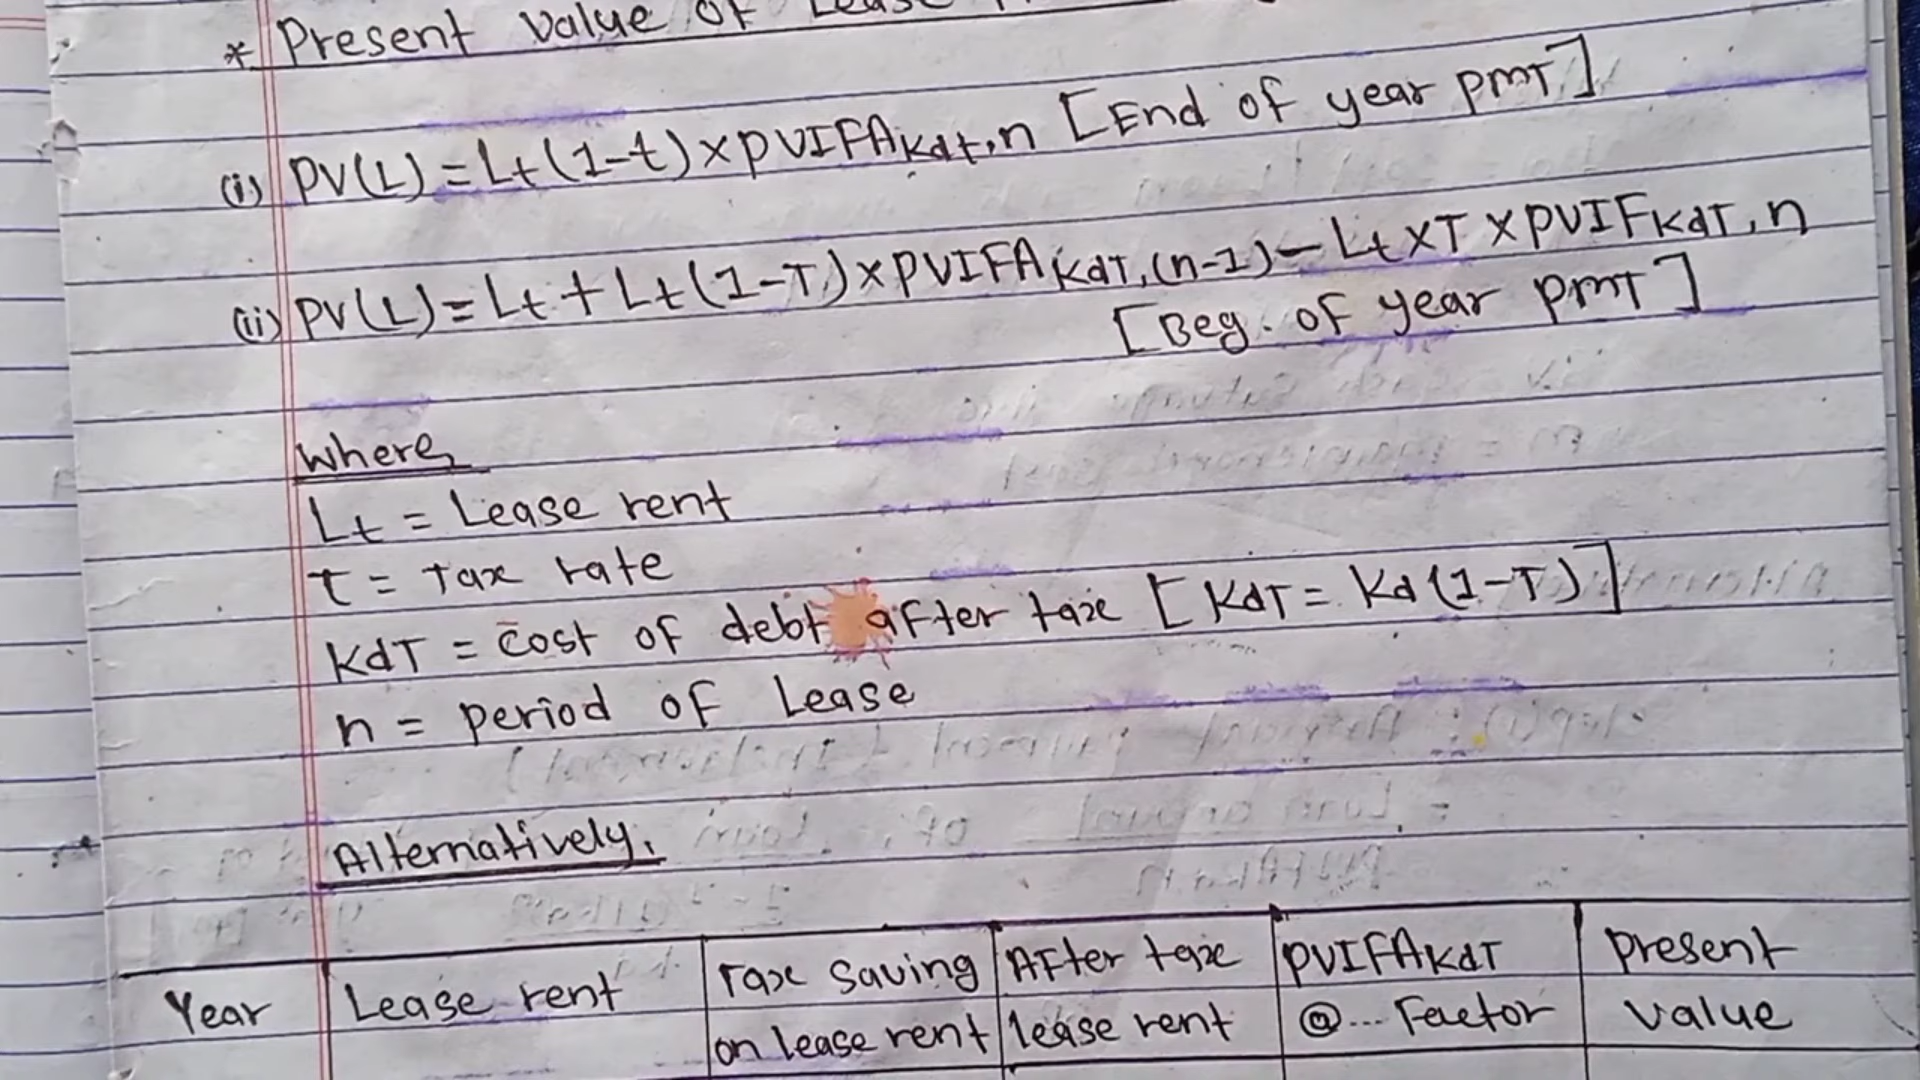 * Present value of Lease
(i) PV(L) = Lt (1-t) × PVIFAKdt,n [End of year PMT]
(ii) PV(L) = Lt + Lt (1-T) × PVIFA KdT, (n-1) - Lt × T × PVIFKdT, n
[Beg. of year PMT]
where,
Lt = Lease rent
t = Tax rate
KdT = cost of debt after tax [KdT = Kd (1-T)]
n = period of Lease
Alternatively,
Year | Lease rent | Tax Saving on lease rent | After tax lease rent | PVIFAKdT @... Factor | Present value